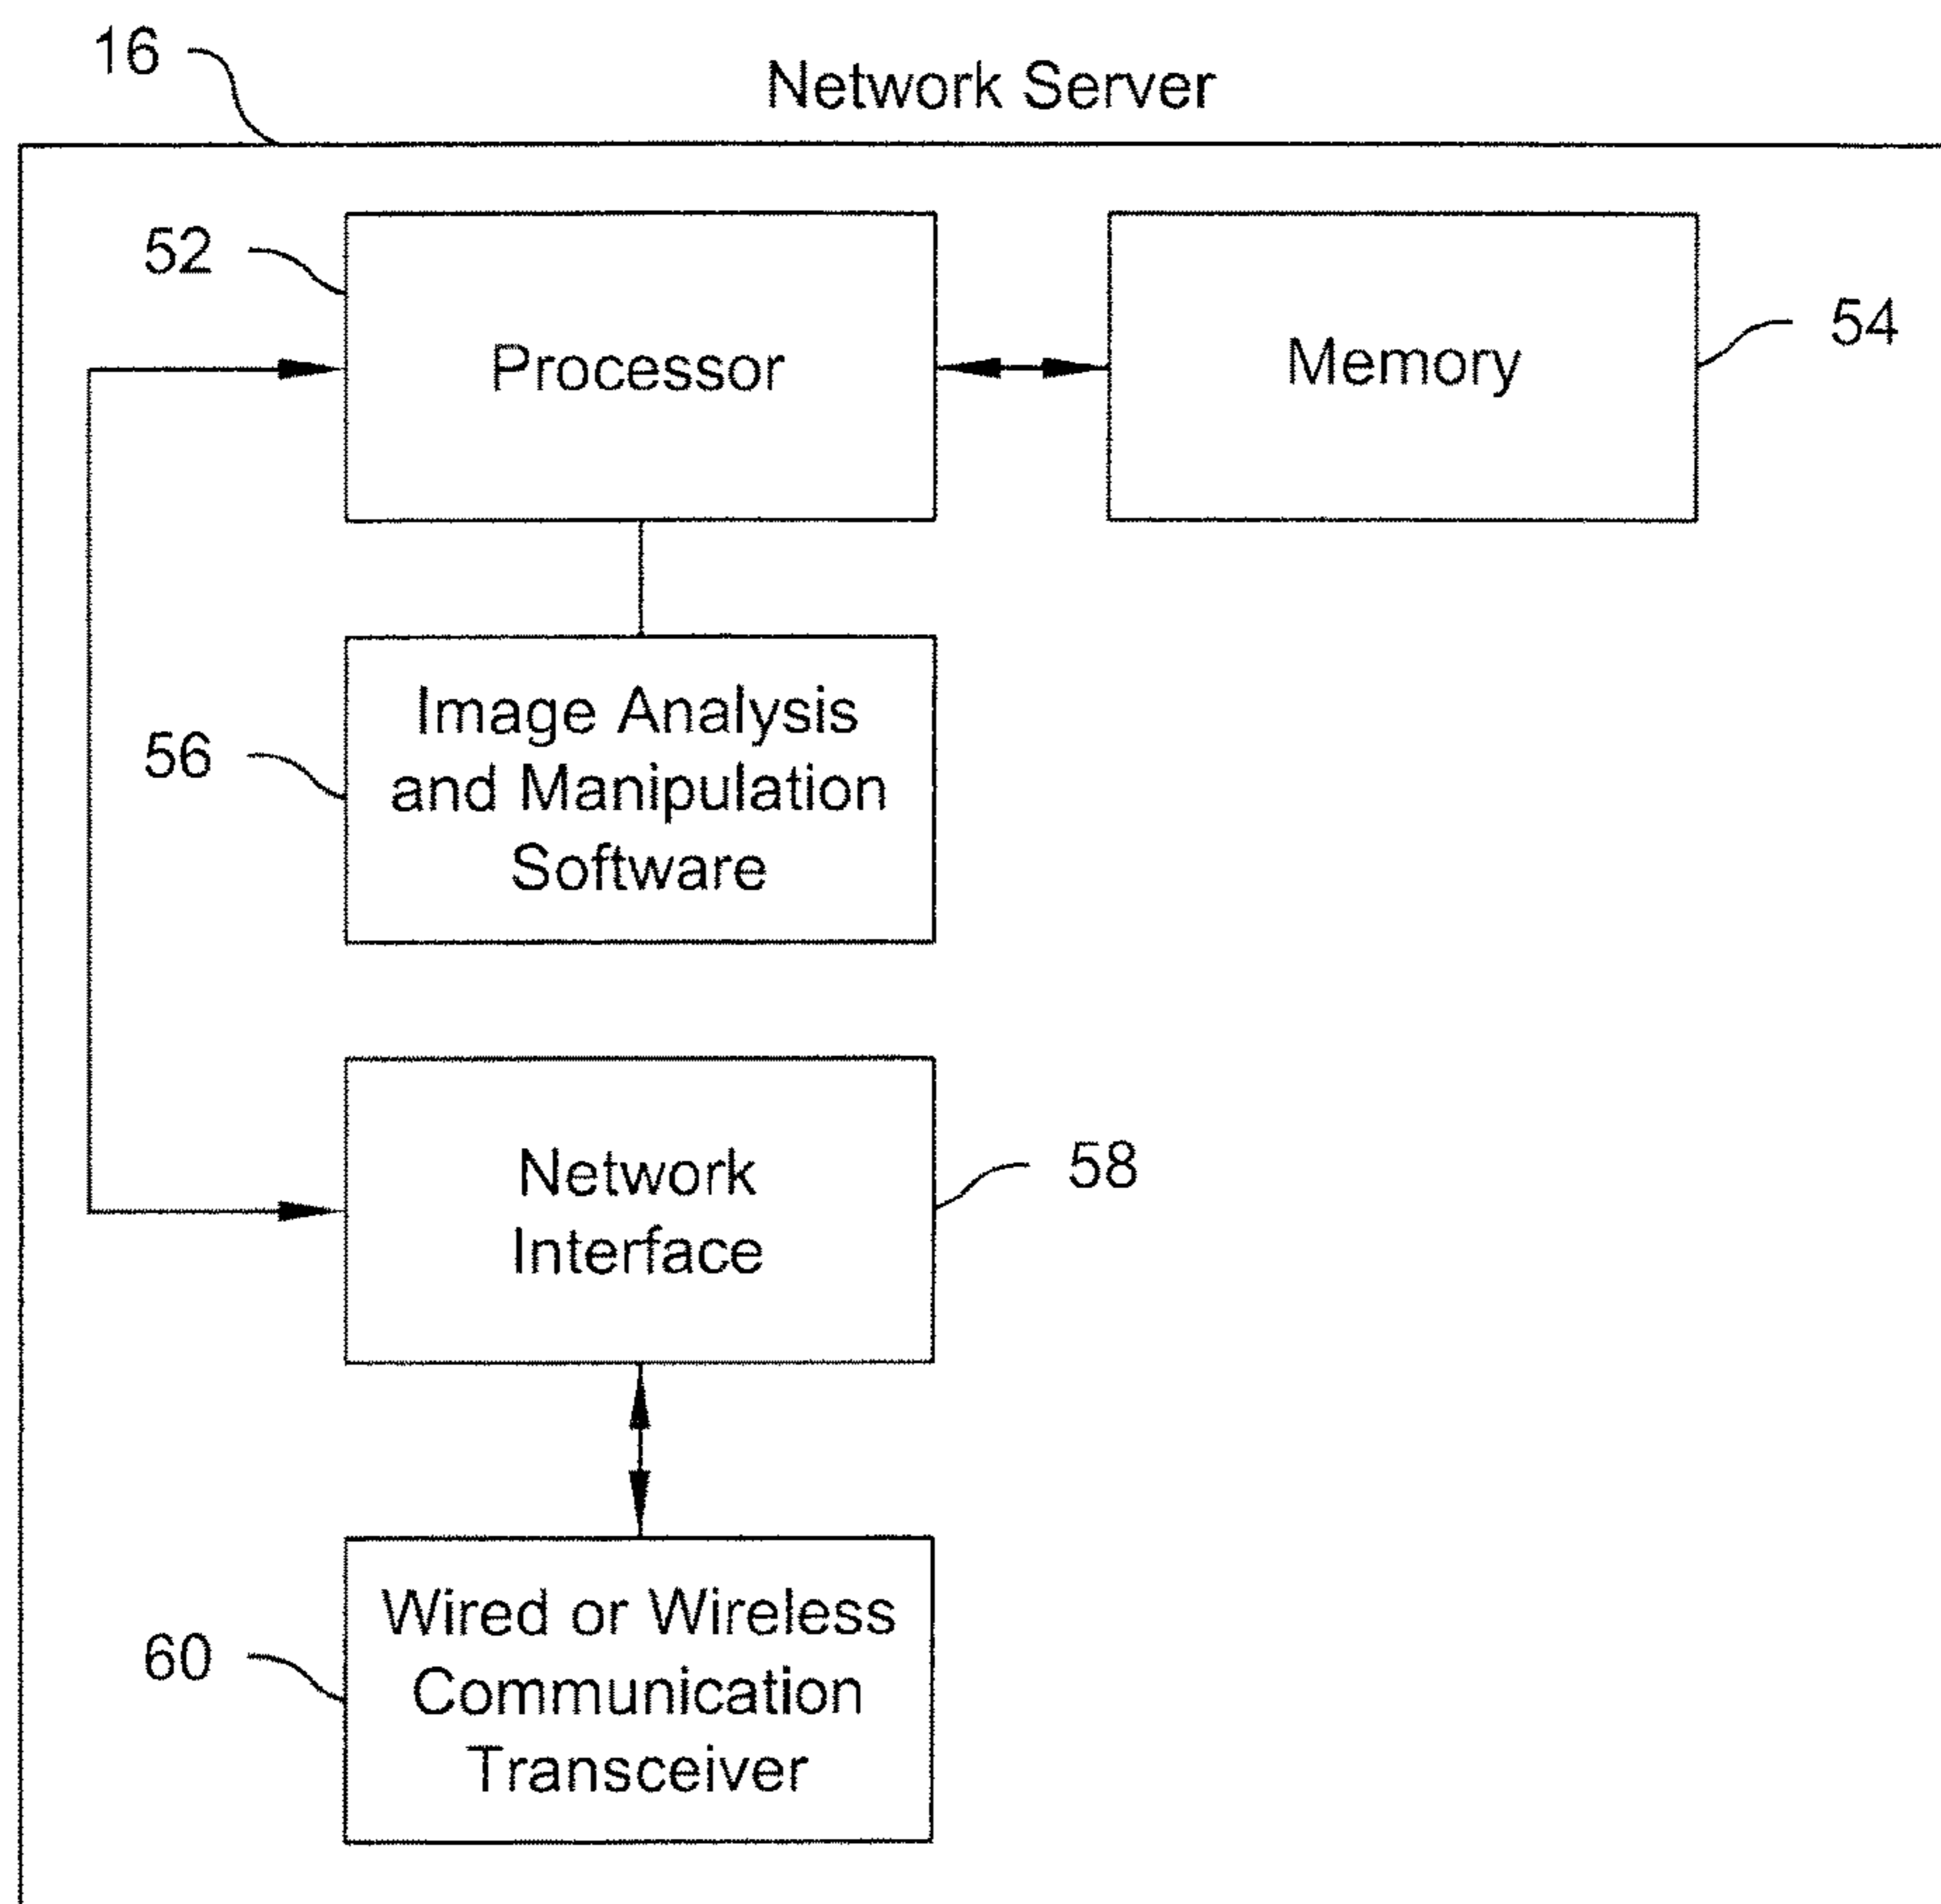 16
Network Server
52
Processor
Memory
54
56
Image Analysis
and Manipulation
Software
Network
Interface
58
60
Wired or Wireless
Communication
Transceiver